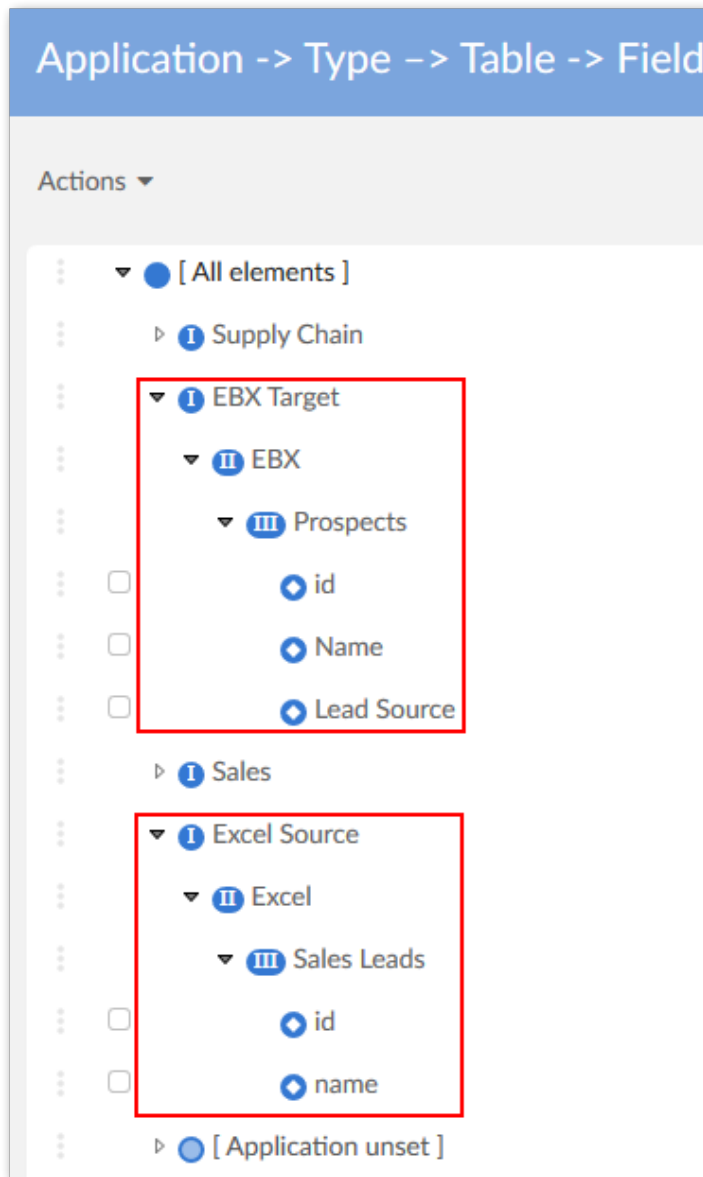 Application -> Type –> Table -> Field
Actions
[ All elements ]
I Supply Chain
I EBX Target
II EBX
III Prospects
id
Name
Lead Source
I Sales
I Excel Source
II Excel
III Sales Leads
id
name
[ Application unset ]